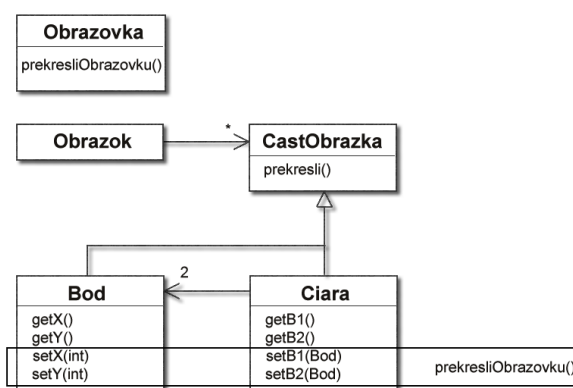 Obrazovka
prekresliObrazovku()
Obrazok
*
CastObrazka
prekresli()
2
Bod
getX()
getY()
setX(int)
setY(int)
Ciara
getB1()
getB2()
setB1(Bod)
setB2(Bod)
prekresliObrazovku()